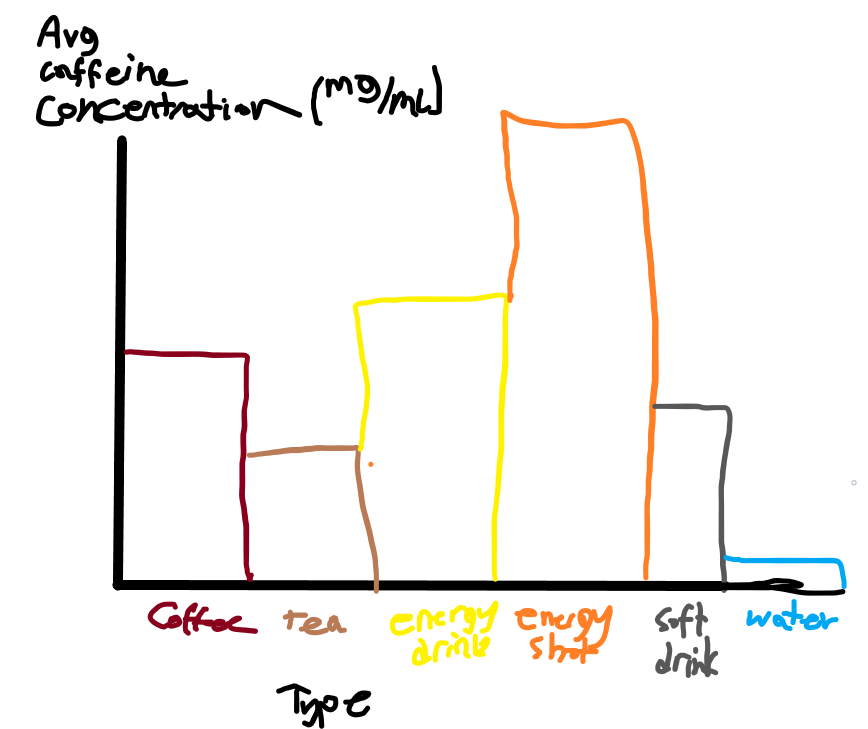 Avg
caffeine
concentration (mg/mL)
Coffee tea energy energy soft water
drink shot drink
Type